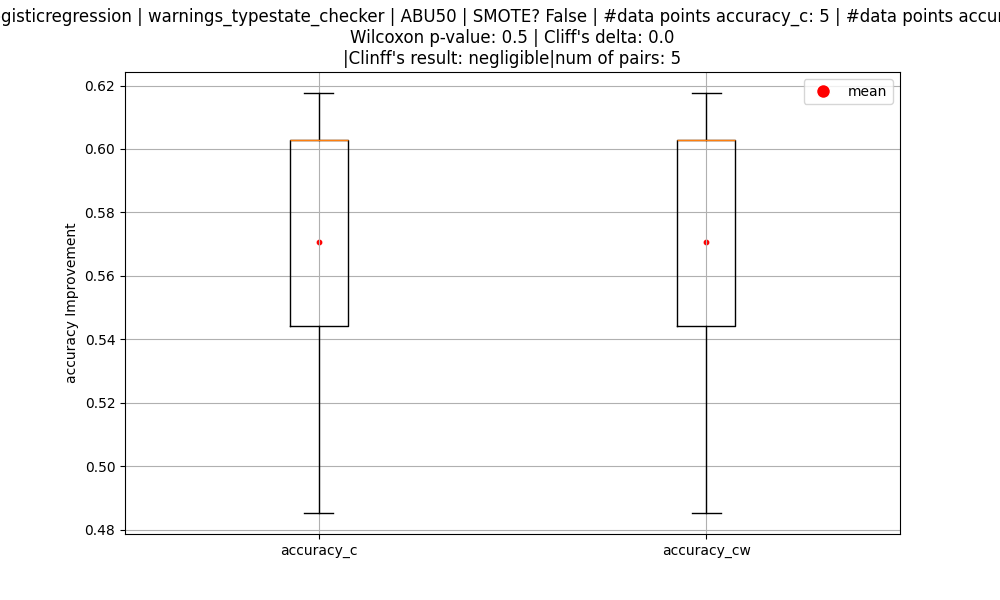 gisticregression | warnings_typestate_checker | ABU50 | SMOTE? False | #data points accuracy_c: 5 | #data points accur
Wilcoxon p-value: 0.5 | Cliff's delta: 0.0
|Clinff's result: negligible|num of pairs: 5
mean
0.62
0.60
0.58
0.56
0.54
0.52
0.50
0.48
accuracy Improvement
accuracy_c
accuracy_cw